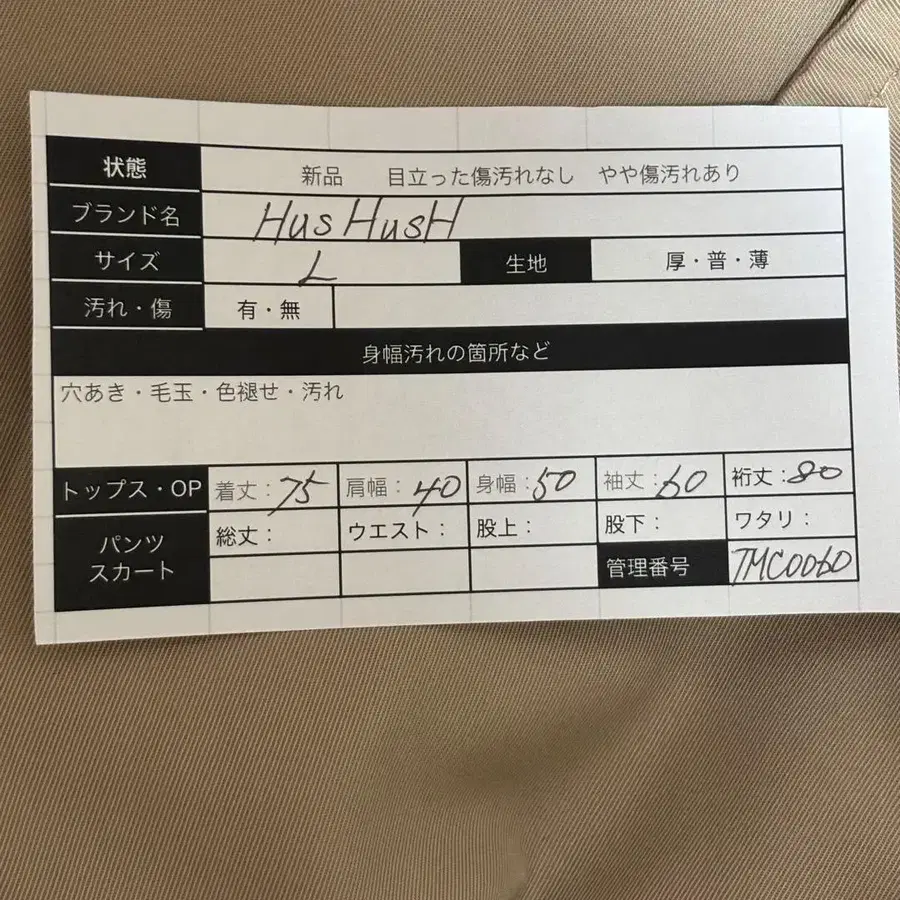 状態 新品 目立った傷汚れなし やや傷汚れあり
ブランド名 HusHusH
サイズ L 生地 厚・普・薄
汚れ・傷 有・無
身幅汚れの箇所など
穴あき・毛玉・色褪せ・汚れ
トップス・OP 着丈：75 肩幅：40 身幅：50 袖丈：60 裄丈：80
パンツ スカート 総丈： ウエスト： 股上： 股下： ワタリ：
管理番号 TMC0060